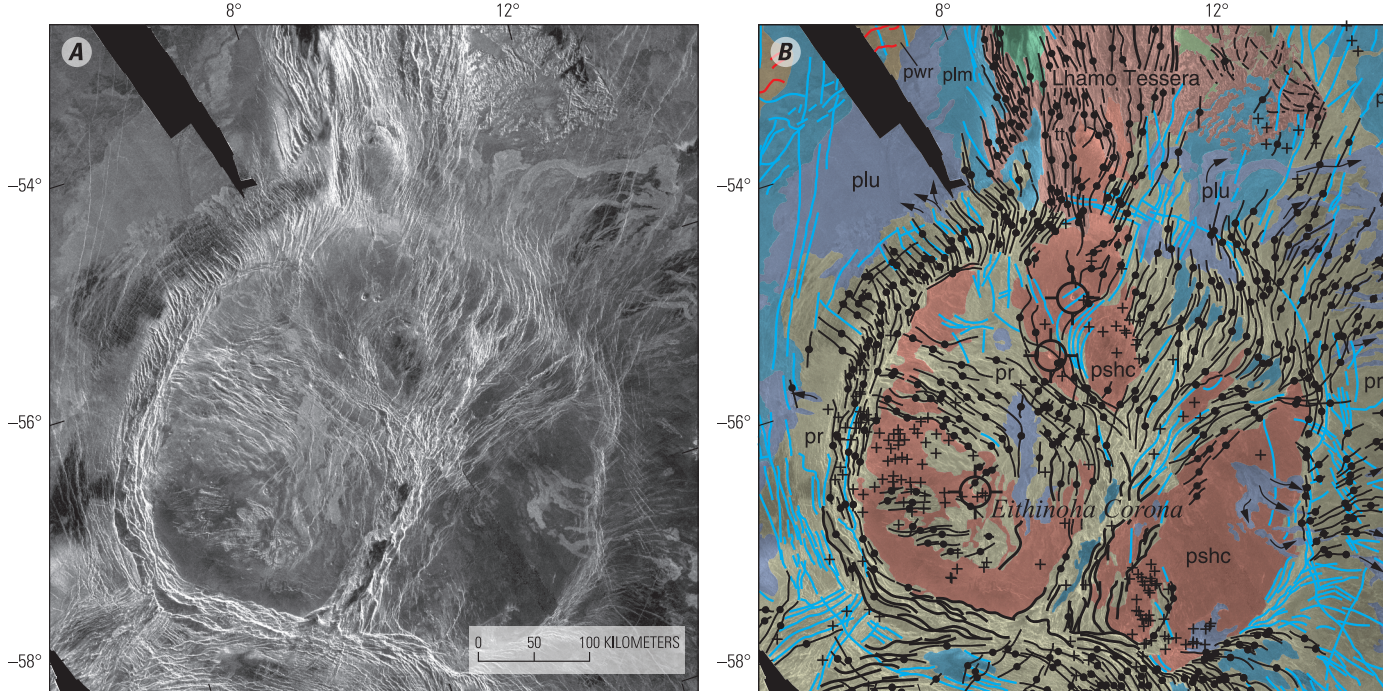 8° 12° 8° 12°
A B
pwr plm Lhamo Tessera p
tt
−54° −54°
plu plu
pr pshc pr
−56° −56°
pr
Eithinoha Corona
pshc
0 50 100 KILOMETERS
−58° −58°